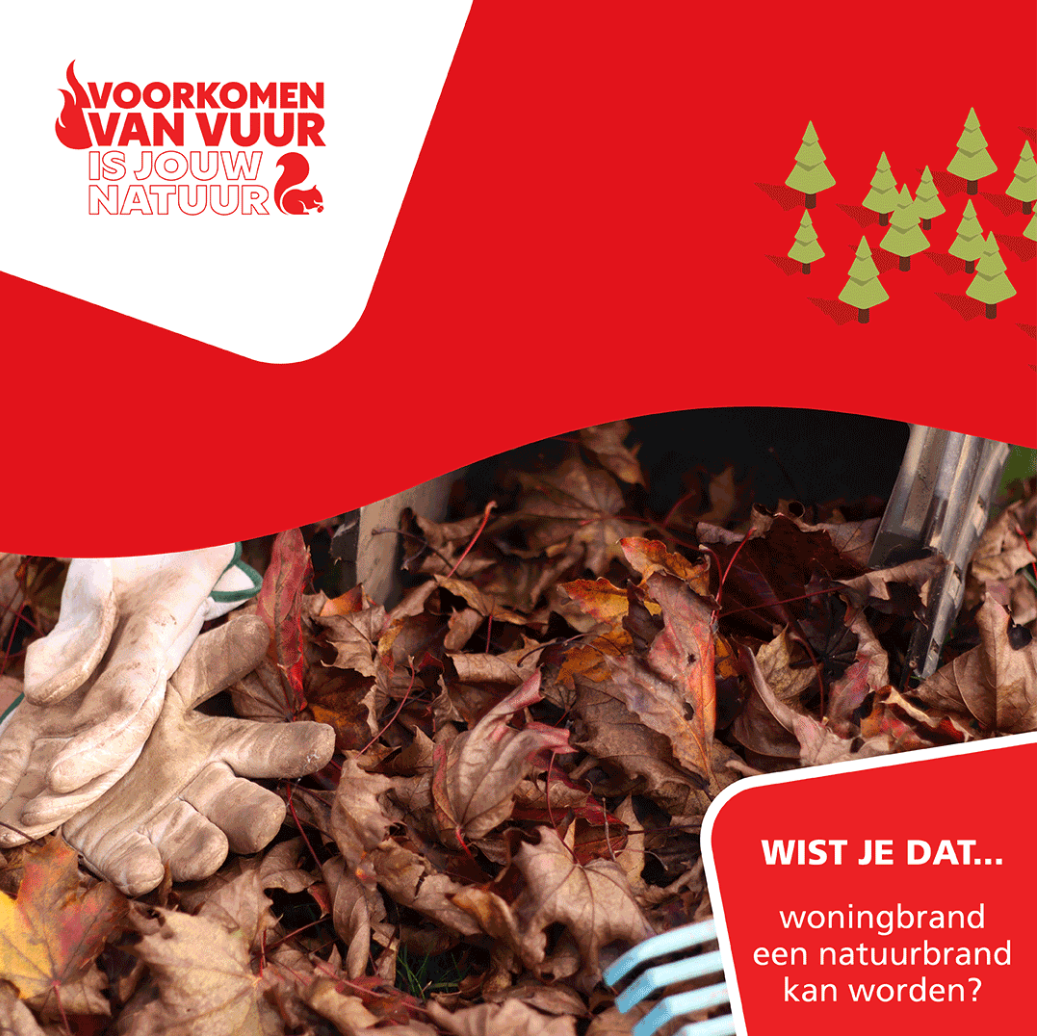 VOORKOMEN
VAN VUUR
IS JOUW
NATUUR
WIST JE DAT...
woningbrand
een natuurbrand
kan worden?